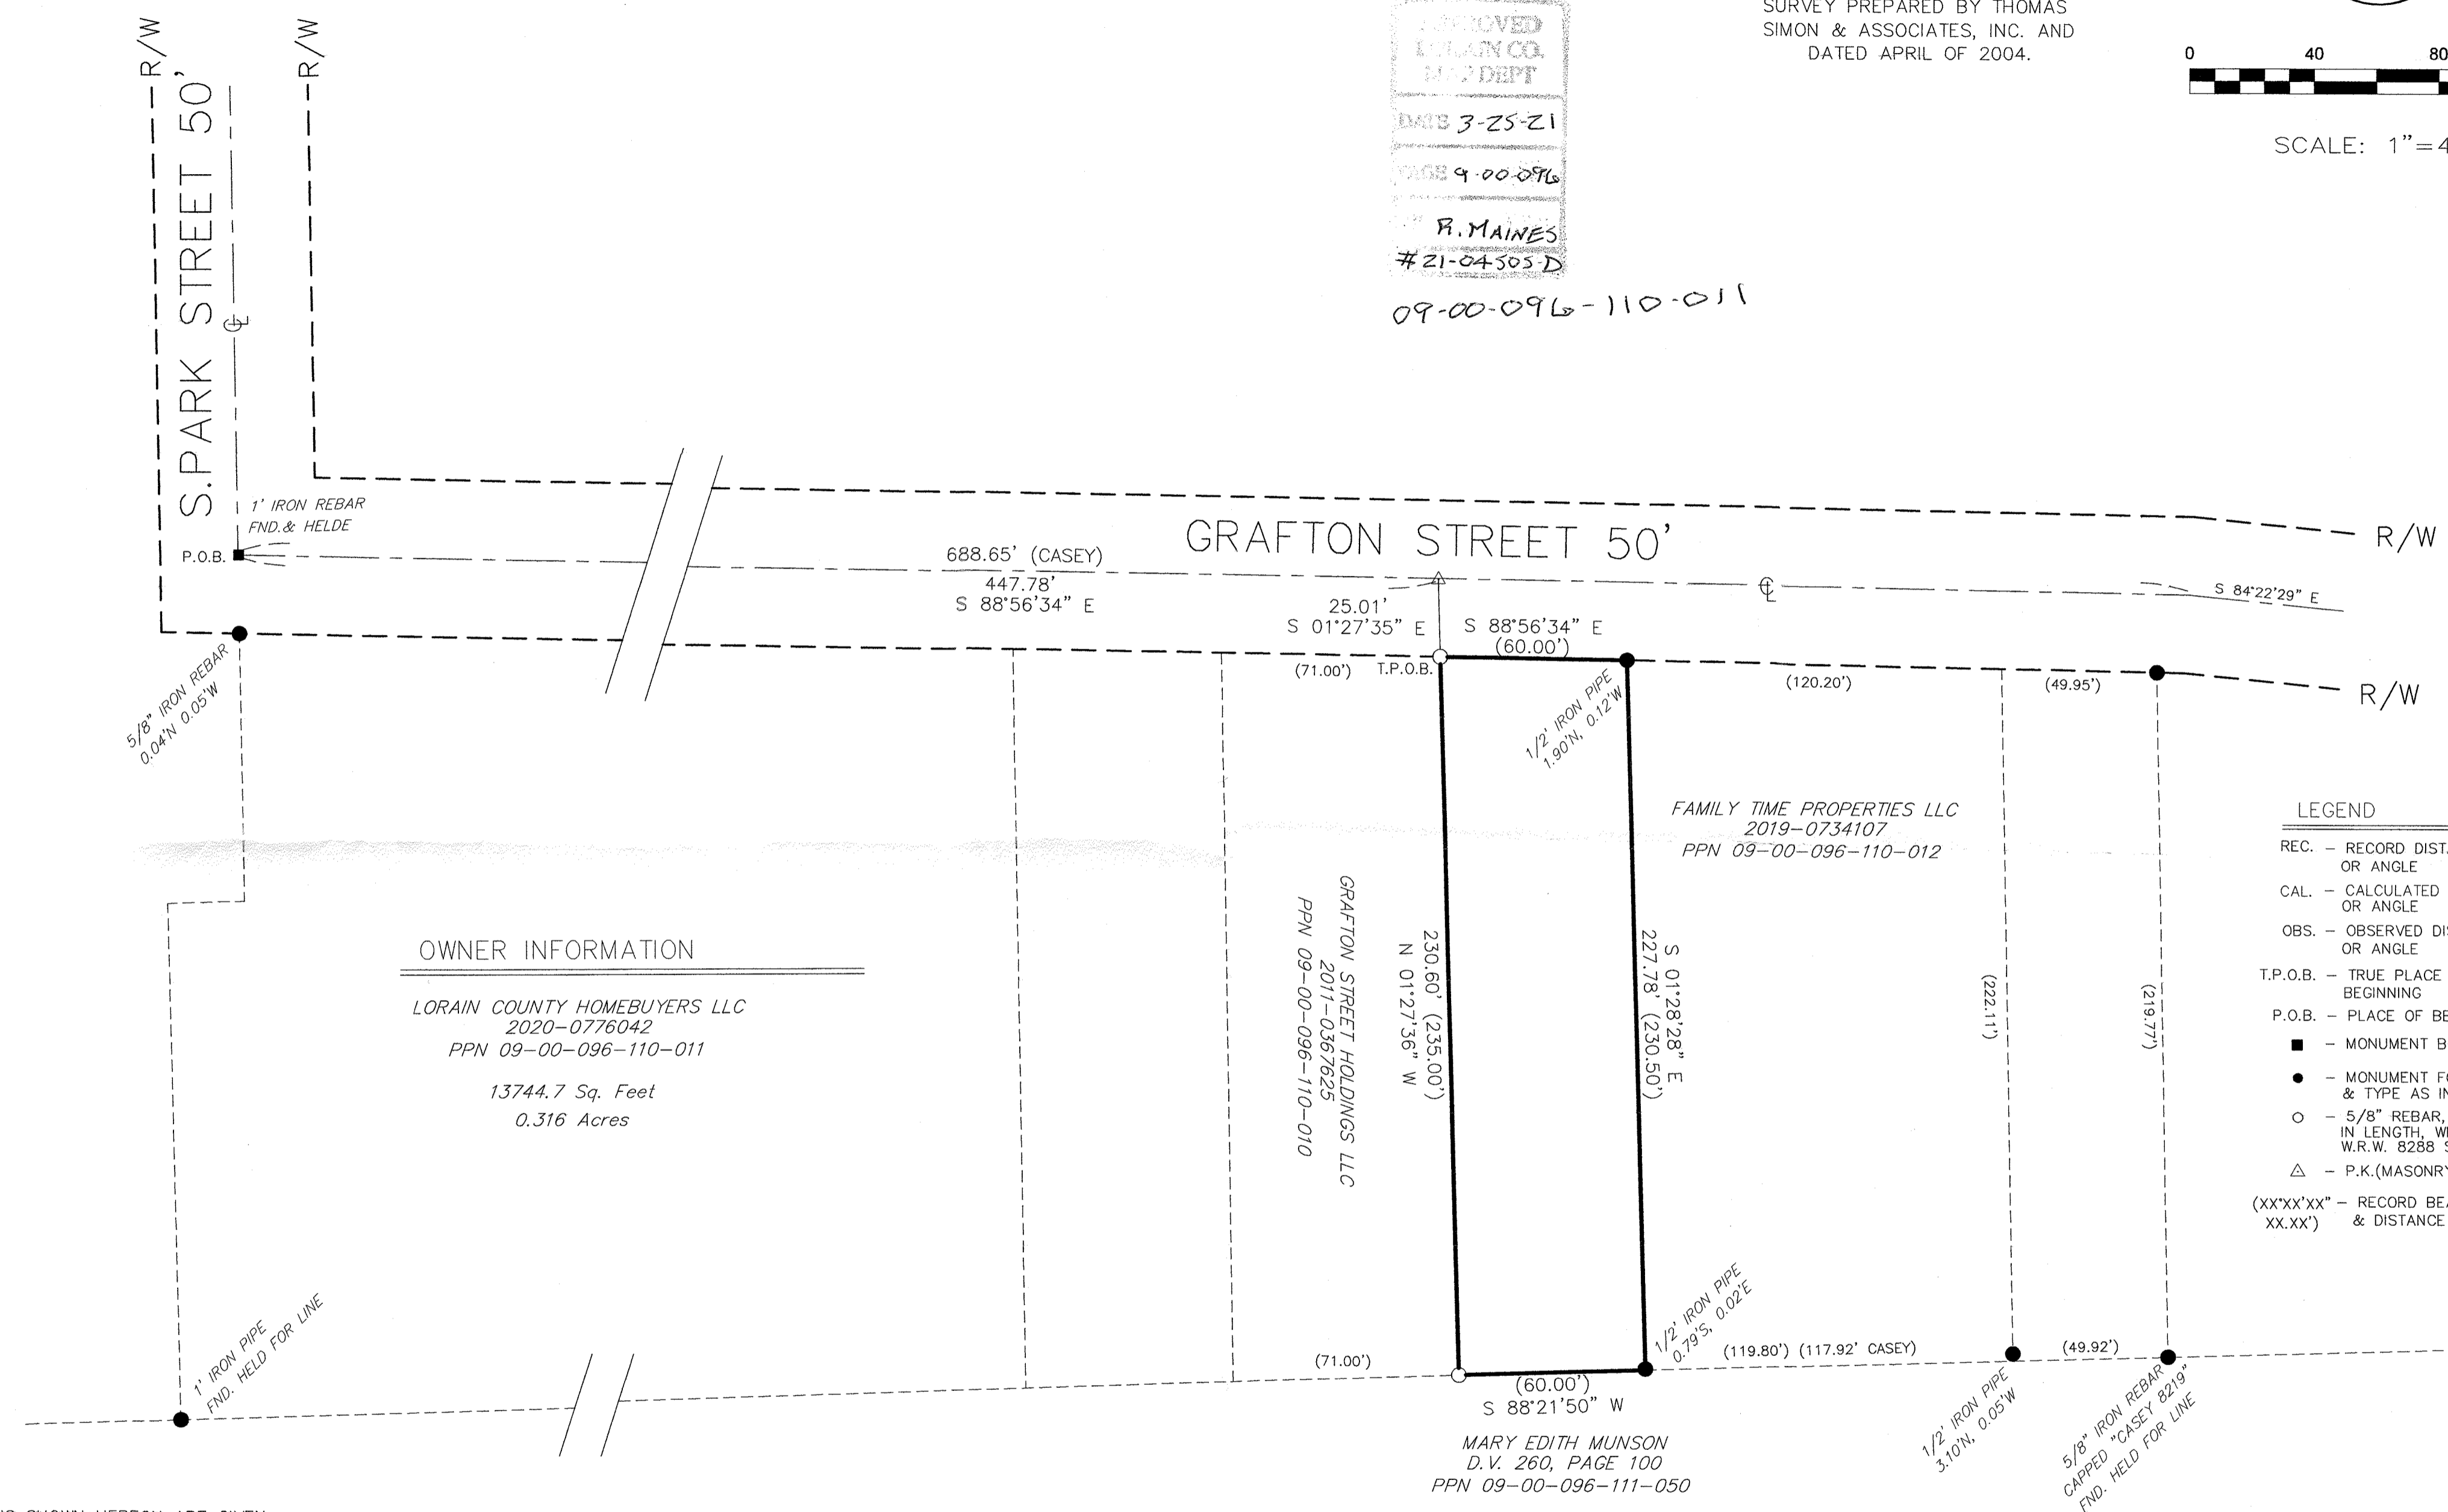 SURVEY PREPARED BY THOMAS
SIMON & ASSOCIATES, INC. AND
DATED APRIL OF 2004.
0 40 80
SCALE: 1"=4
APPROVED
LORAIN CO.
MAP DEPT
DATE 3-25-21
PAGE 9-00-096
R. MAINES
#21-04505-D
09-00-096-110-011
R/W
R/W
S.PARK STREET 50'
1' IRON REBAR
FND.& HELDE
P.O.B.
GRAFTON STREET 50'
R/W
688.65' (CASEY)
447.78'
S 88°56'34" E
25.01'
S 01°27'35" E
S 88°56'34" E
(60.00')
S 84°22'29" E
(71.00')
T.P.O.B.
(120.20')
(49.95')
R/W
5/8" IRON REBAR
0.04'N 0.05'W
1/2' IRON PIPE
1.90'N, 0.12'W
FAMILY TIME PROPERTIES LLC
2019-0734107
PPN 09-00-096-110-012
GRAFTON STREET HOLDINGS LLC
2011-0367625
PPN 09-00-096-110-010
230.60' (235.00')
N 01°27'36" W
S 01°28'28" E
227.78' (230.50')
(222.11')
(219.77')
OWNER INFORMATION
LORAIN COUNTY HOMEBUYERS LLC
2020-0776042
PPN 09-00-096-110-011
13744.7 Sq. Feet
0.316 Acres
LEGEND
REC. - RECORD DIST.
OR ANGLE
CAL. - CALCULATED
OR ANGLE
OBS. - OBSERVED DI
OR ANGLE
T.P.O.B. - TRUE PLACE
BEGINNING
P.O.B. - PLACE OF BE
■ - MONUMENT B
● - MONUMENT F
& TYPE AS IN
○ - 5/8" REBAR,
IN LENGTH, W
W.R.W. 8288
△ - P.K.(MASONRY
(XX°XX'XX" - RECORD BEA
XX.XX') & DISTANCE
1' IRON PIPE
FND. HELD FOR LINE
(71.00')
(60.00')
S 88°21'50" W
1/2' IRON PIPE
0.79'S, 0.02'E
(119.80') (117.92' CASEY)
(49.92')
1/2' IRON PIPE
3.10'N, 0.05'W
5/8" IRON REBAR
CAPPED "CASEY 8219"
FND. HELD FOR LINE
MARY EDITH MUNSON
D.V. 260, PAGE 100
PPN 09-00-096-111-050